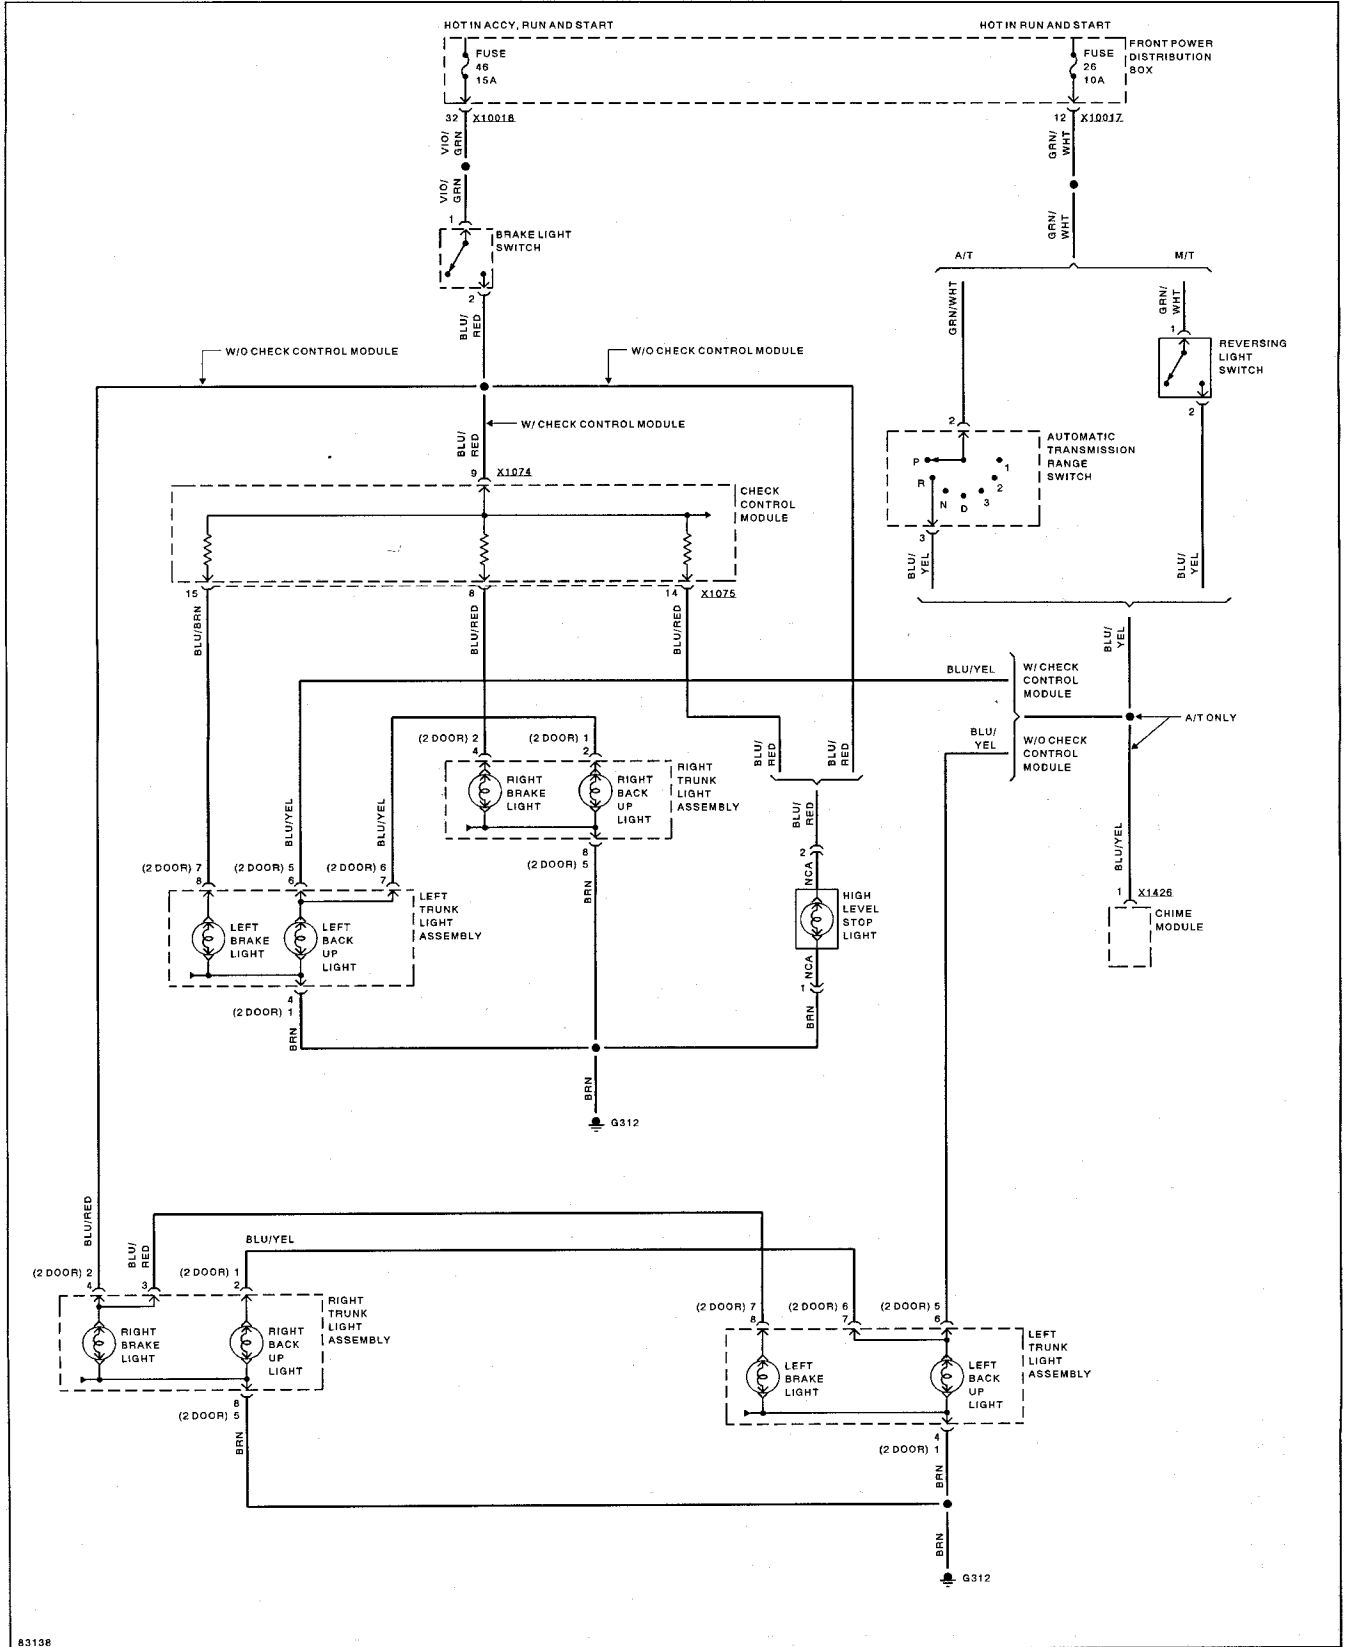 HOT IN ACCY, RUN AND START
HOT IN RUN AND START
FUSE
46
15A
FUSE
26
10A
FRONT POWER
DISTRIBUTION
BOX
32 X10018
12 X10017
VIO/
GRN
GRN/
WHT
VIO/
GRN
GRN/
WHT
1
BRAKE LIGHT
SWITCH
2
A/T
M/T
BLU/
RED
GRN/WHT
GRN/
WHT
1
REVERSING
LIGHT
SWITCH
2
W/O CHECK CONTROL MODULE
W/O CHECK CONTROL MODULE
W/ CHECK CONTROL MODULE
BLU/
RED
9 X1074
2
AUTOMATIC
TRANSMISSION
RANGE
SWITCH
P
R
N
D
3
2
1
3
CHECK
CONTROL
MODULE
BLU/
YEL
BLU/
YEL
15
8
14 X1075
BLU/BRN
BLU/RED
BLU/RED
BLU/
YEL
BLU/YEL
W/ CHECK
CONTROL
MODULE
A/T ONLY
BLU/
YEL
W/O CHECK
CONTROL
MODULE
(2 DOOR) 2
4
(2 DOOR) 1
2
BLU/
RED
BLU/
RED
RIGHT
BRAKE
LIGHT
RIGHT
BACK
UP
LIGHT
RIGHT
TRUNK
LIGHT
ASSEMBLY
BLU/YEL
BLU/YEL
BLU/
RED
BLU/YEL
8
(2 DOOR) 5
2
NCA
(2 DOOR) 7
8
(2 DOOR) 5
6
(2 DOOR) 6
7
BRN
1 X1426
CHIME
MODULE
LEFT
BRAKE
LIGHT
LEFT
BACK
UP
LIGHT
LEFT
TRUNK
LIGHT
ASSEMBLY
HIGH
LEVEL
STOP
LIGHT
NCA
1
4
(2 DOOR) 1
BRN
BRN
BRN
G312
BLU/RED
BLU/
RED
BLU/YEL
(2 DOOR) 2
4
3
(2 DOOR) 1
2
RIGHT
BRAKE
LIGHT
RIGHT
BACK
UP
LIGHT
RIGHT
TRUNK
LIGHT
ASSEMBLY
(2 DOOR) 7
8
(2 DOOR) 6
7
(2 DOOR) 5
6
LEFT
BRAKE
LIGHT
LEFT
BACK
UP
LIGHT
LEFT
TRUNK
LIGHT
ASSEMBLY
8
(2 DOOR) 5
BRN
4
(2 DOOR) 1
BRN
BRN
G312
83138